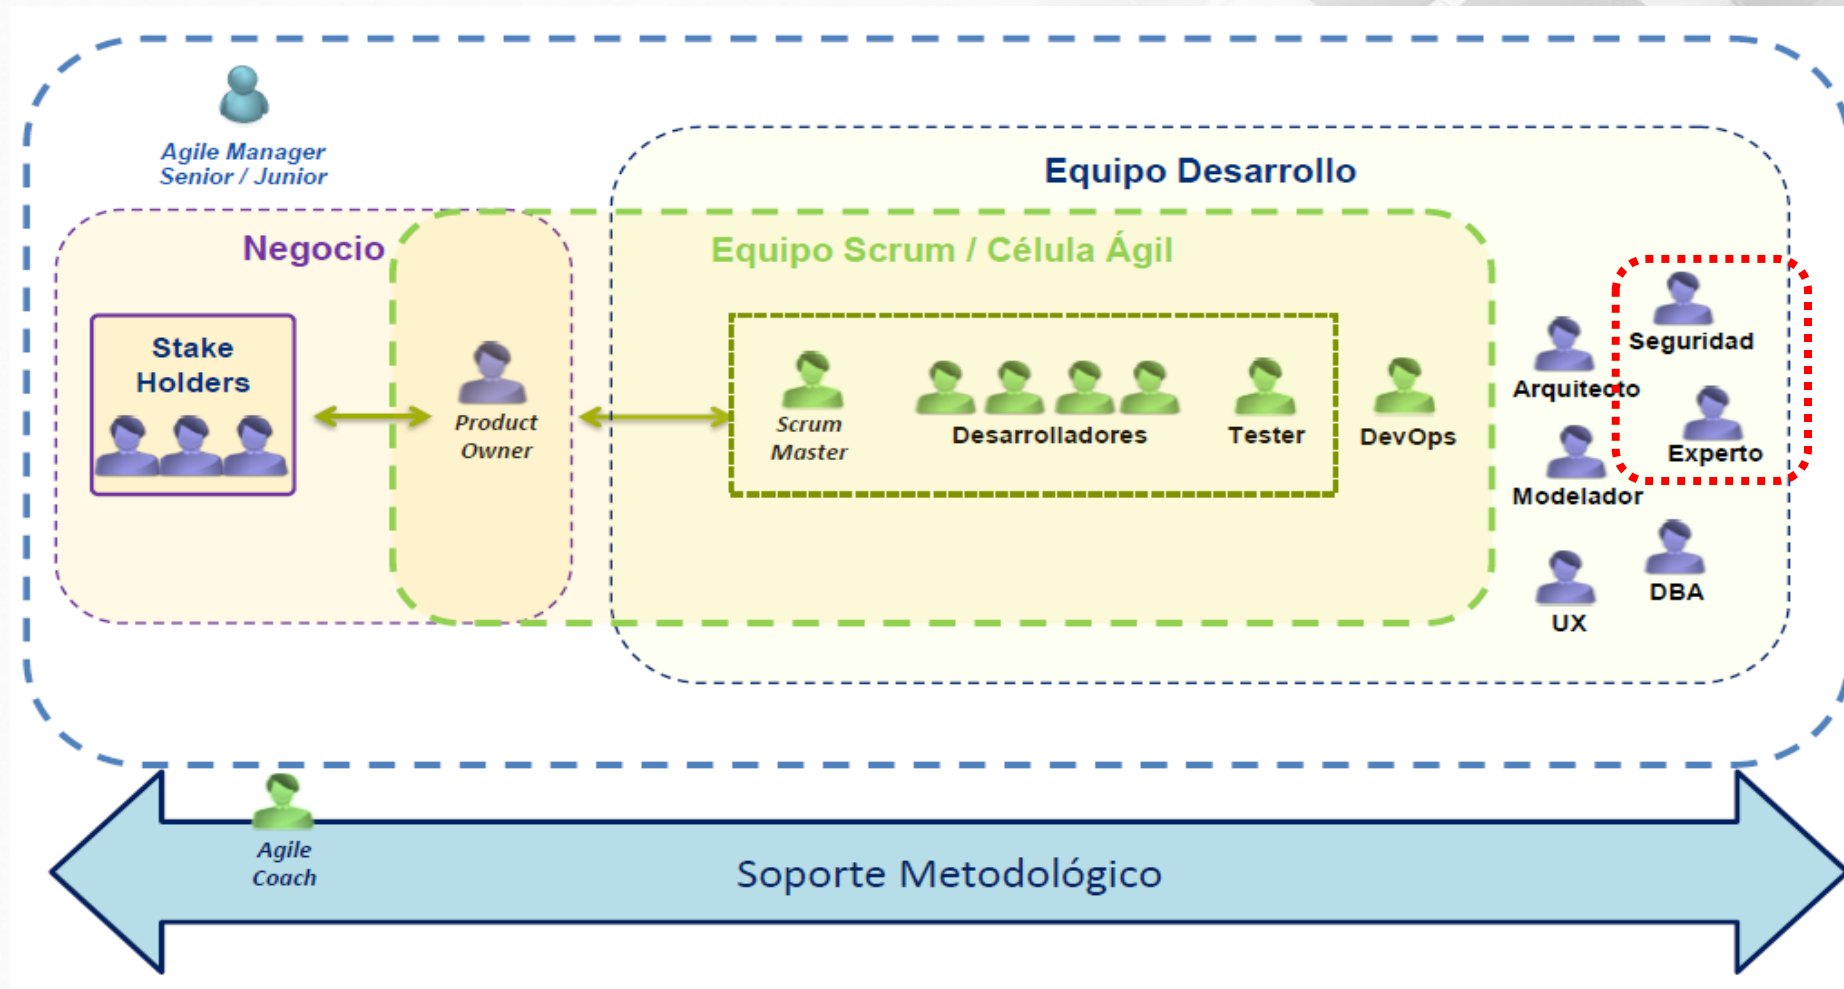 Agile Manager
Senior / Junior
Equipo Desarrollo
Negocio
Equipo Scrum / Célula Ágil
Stake
Holders
Product
Owner
Scrum
Master
Desarrolladores
Tester
DevOps
Arquitecto
Seguridad
Experto
Modelador
DBA
UX
Agile
Coach
Soporte Metodológico